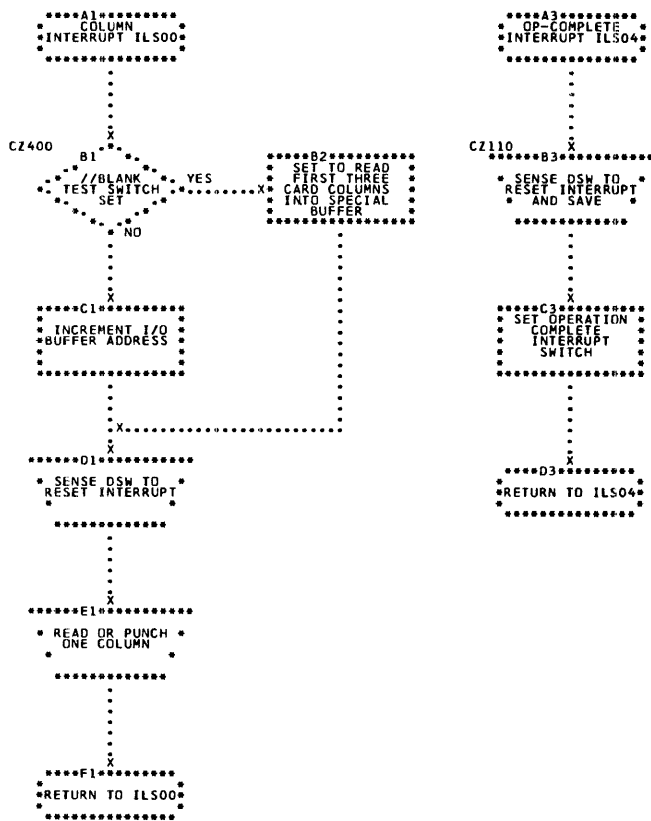 A1
COLUMN
INTERRUPT ILS00
CZ400
B1
//BLANK
TEST SWITCH
SET
YES
NO
B2
SET TO READ
FIRST THREE
CARD COLUMNS
INTO SPECIAL
BUFFER
C1
INCREMENT I/O
BUFFER ADDRESS
D1
SENSE DSW TO
RESET INTERRUPT
E1
READ OR PUNCH
ONE COLUMN
F1
RETURN TO ILS00
A3
OP-COMPLETE
INTERRUPT ILS04
CZ110
B3
SENSE DSW TO
RESET INTERRUPT
AND SAVE
C3
SET OPERATION
COMPLETE
INTERRUPT
SWITCH
D3
RETURN TO ILS04